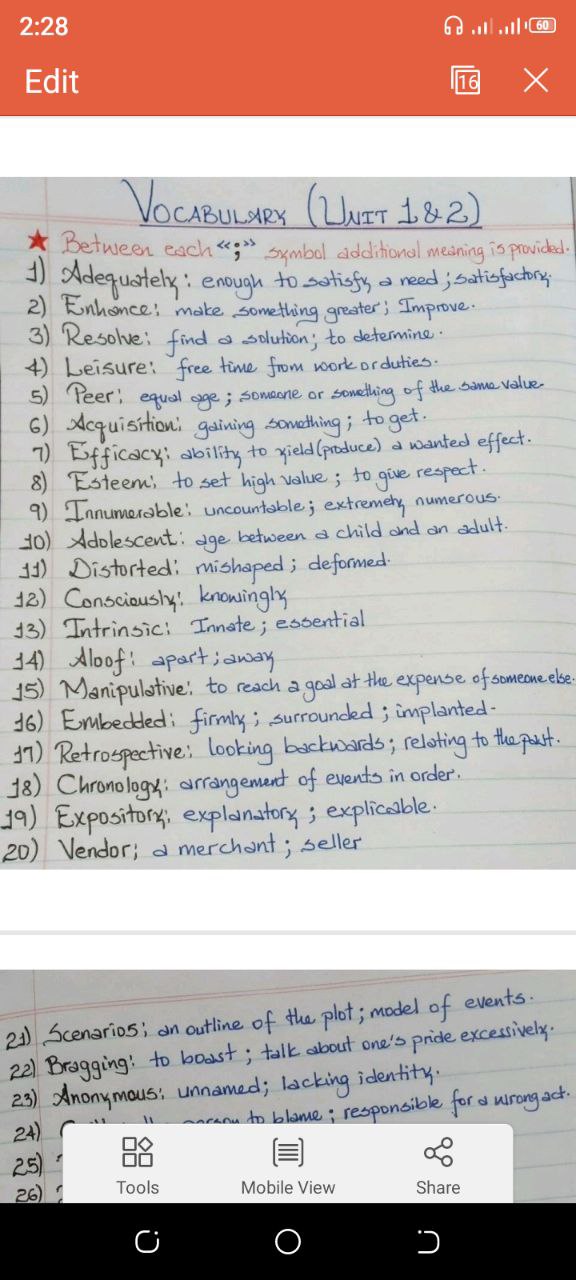 2:28
60
Edit
16
VOCABULARY (UNIT 1 & 2)
★ Between each “;” symbol additional meaning is provided.
1) Adequately: enough to satisfy a need; satisfactory.
2) Enhance: make something greater; Improve.
3) Resolve: find a solution; to determine.
4) Leisure: free time from work or duties.
5) Peer: equal age; someone or something of the same value.
6) Acquisition: gaining something; to get.
7) Efficacy: ability to yield (produce) a wanted effect.
8) Esteem: to set high value; to give respect.
9) Innumerable: uncountable; extremely numerous.
10) Adolescent: age between a child and an adult.
11) Distorted: mishaped; deformed.
12) Consciously: knowingly
13) Intrinsic: Innate; essential
14) Aloof: apart; away
15) Manipulative: to reach a goal at the expense of someone else.
16) Embedded: firmly; surrounded; implanted.
17) Retrospective: looking backwards; relating to the past.
18) Chronology: arrangement of events in order.
19) Expository: explanatory; explicable.
20) Vendor; a merchant; seller
21) Scenarios; an outline of the plot; model of events.
22) Bragging: to boast; talk about one's pride excessively.
23) Anonymous: unnamed; lacking identity.
24) to blame; responsible for a wrong act.
25)
26)
Tools
Mobile View
Share